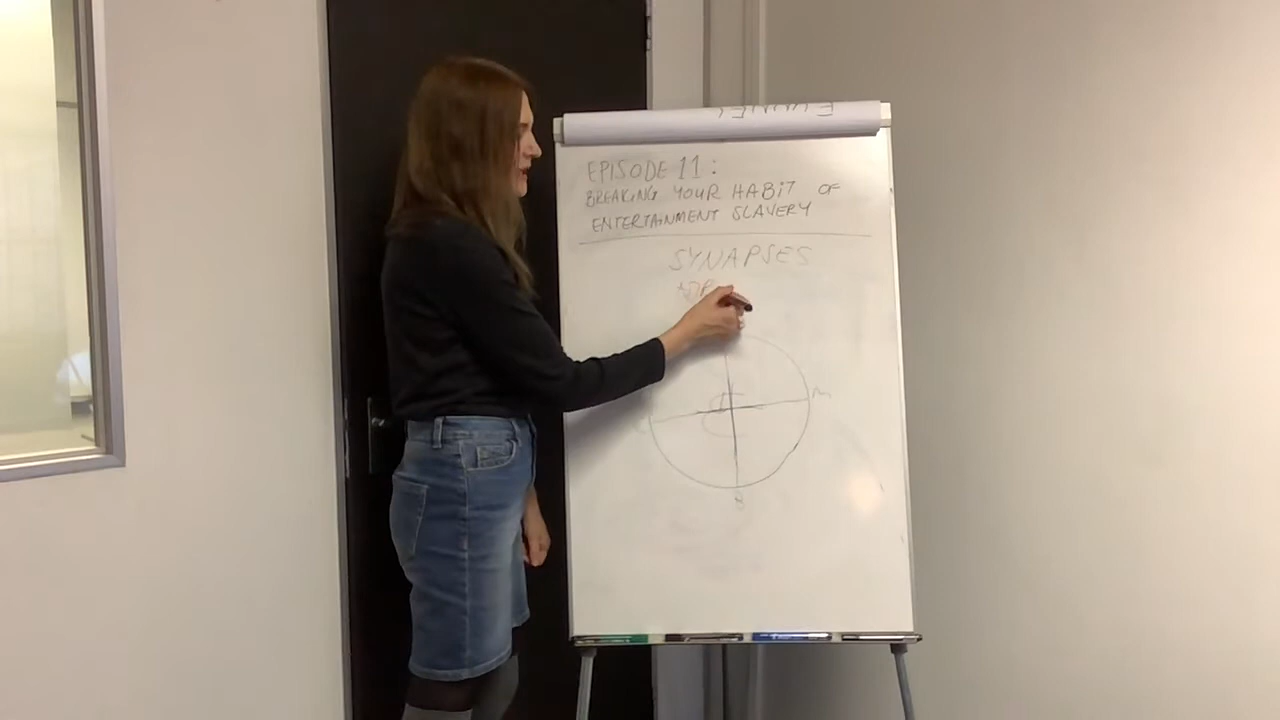 EPISODE 11:
BREAKING YOUR HABiT OF
ENTERTAINMENT SLAVERY
SYNAPSES